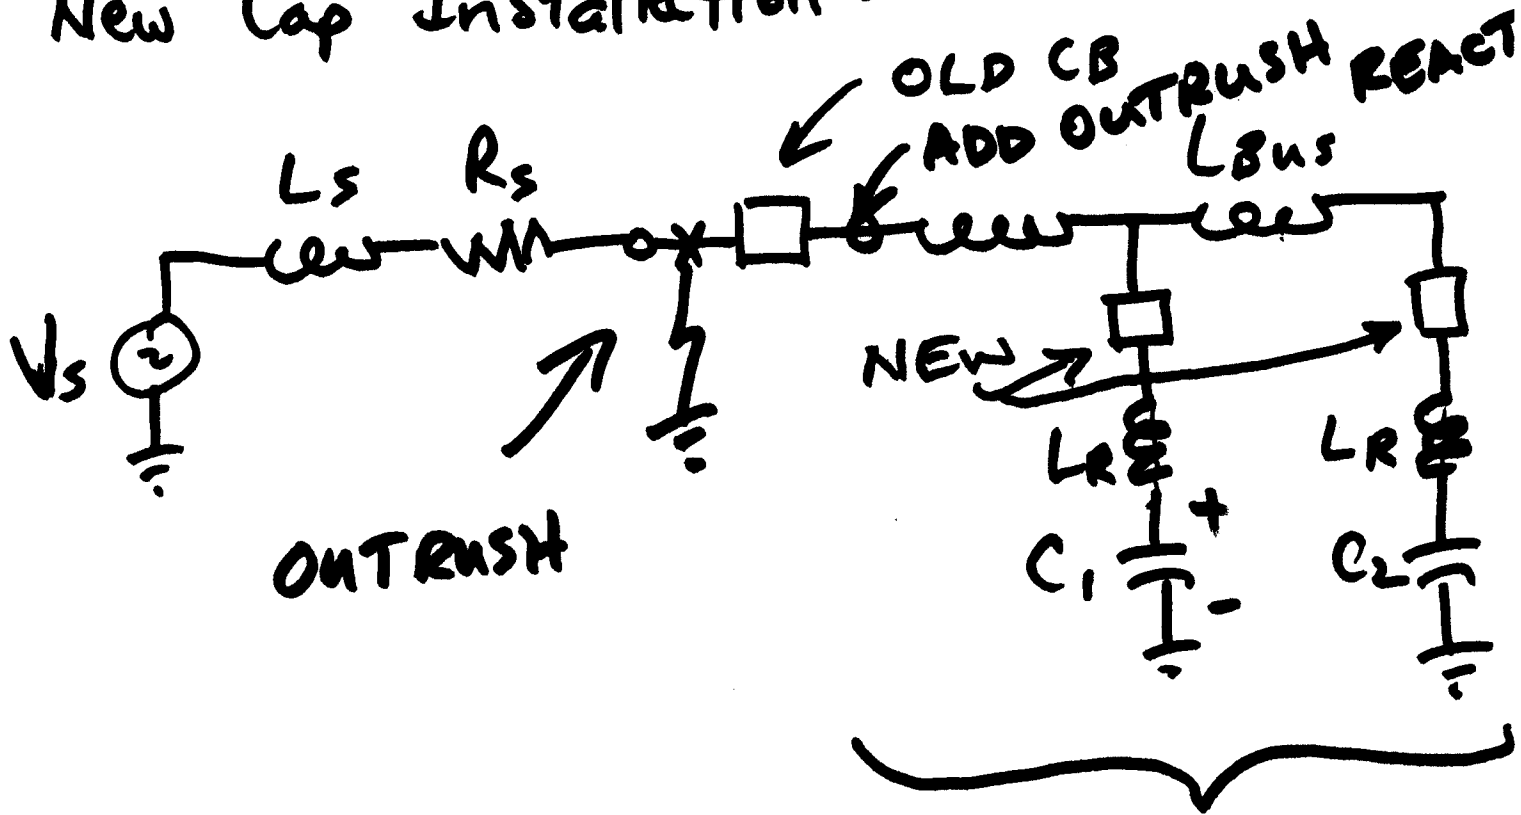 New Cap Installation
OLD CB
ADD OUTRUSH REACT
Ls
Rs
LBus
Vs
NEW
LR
LR
+
C1
-
C2
OUTRUSH